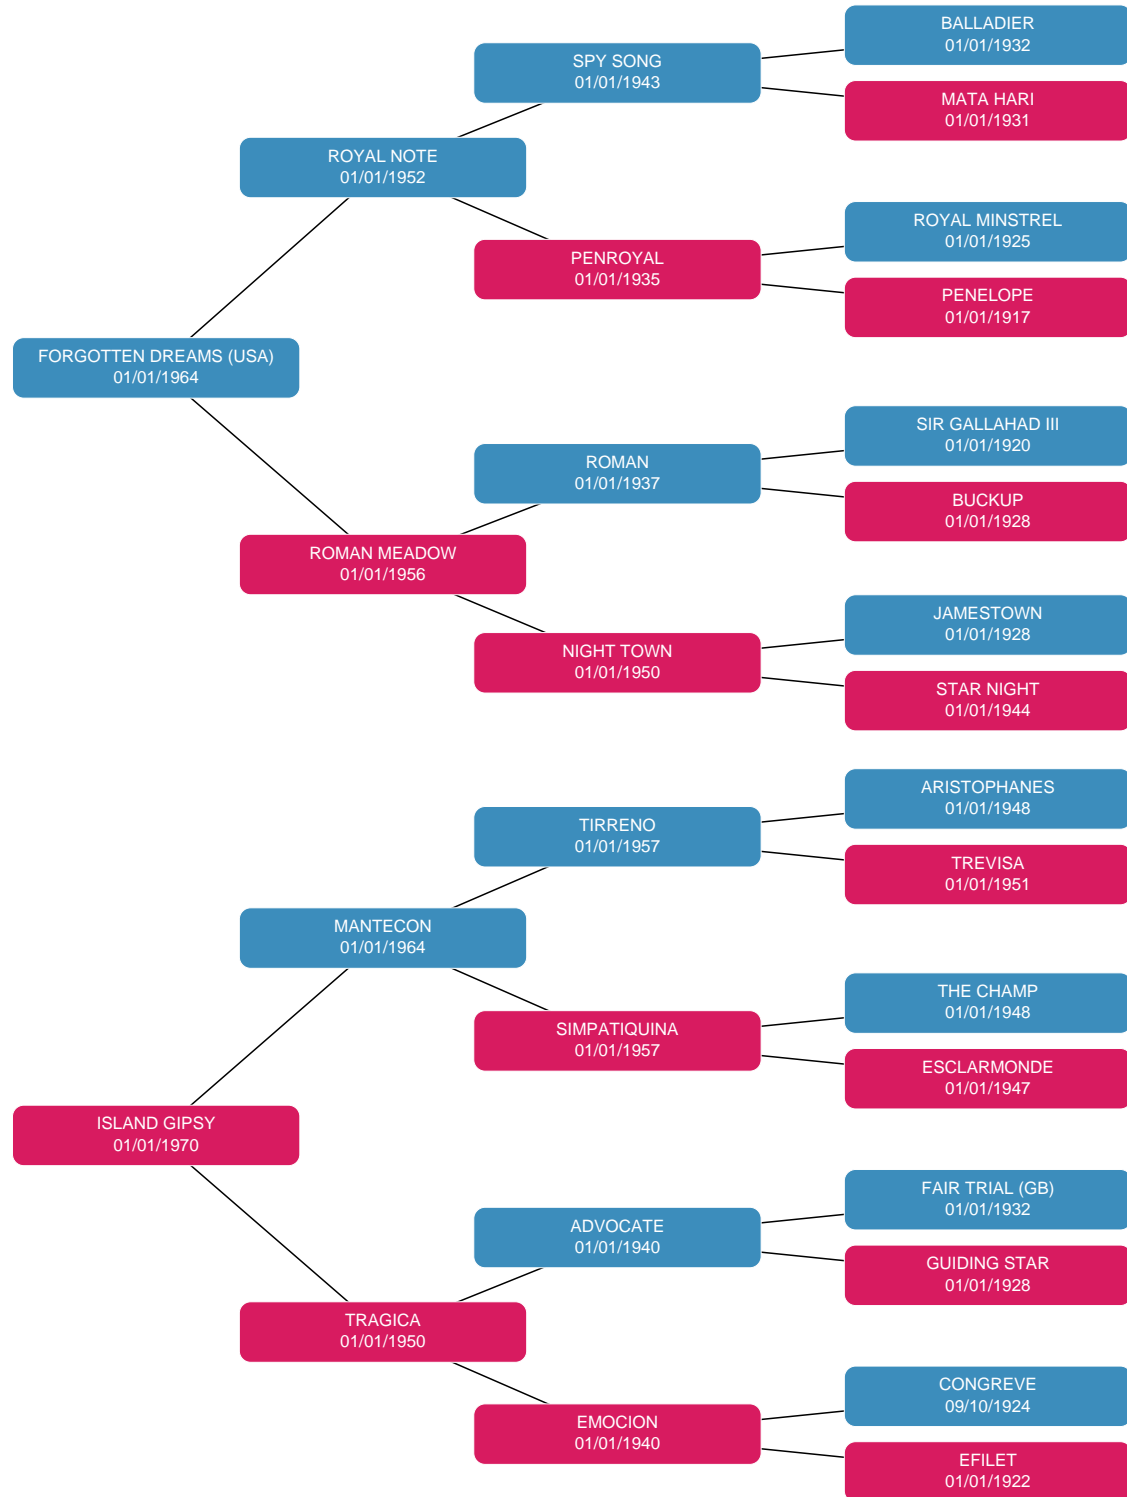 BALLADIER
01/01/1932
SPY SONG
01/01/1943
MATA HARI
01/01/1931
ROYAL NOTE
01/01/1952
ROYAL MINSTREL
01/01/1925
PENROYAL
01/01/1935
PENELOPE
01/01/1917
FORGOTTEN DREAMS (USA)
01/01/1964
SIR GALLAHAD III
01/01/1920
ROMAN
01/01/1937
BUCKUP
01/01/1928
ROMAN MEADOW
01/01/1956
JAMESTOWN
01/01/1928
NIGHT TOWN
01/01/1950
STAR NIGHT
01/01/1944
ARISTOPHANES
01/01/1948
TIRRENO
01/01/1957
TREVISA
01/01/1951
MANTECON
01/01/1964
THE CHAMP
01/01/1948
SIMPATIQUINA
01/01/1957
ESCLARMONDE
01/01/1947
ISLAND GIPSY
01/01/1970
FAIR TRIAL (GB)
01/01/1932
ADVOCATE
01/01/1940
GUIDING STAR
01/01/1928
TRAGICA
01/01/1950
CONGREVE
09/10/1924
EMOCION
01/01/1940
EFILET
01/01/1922